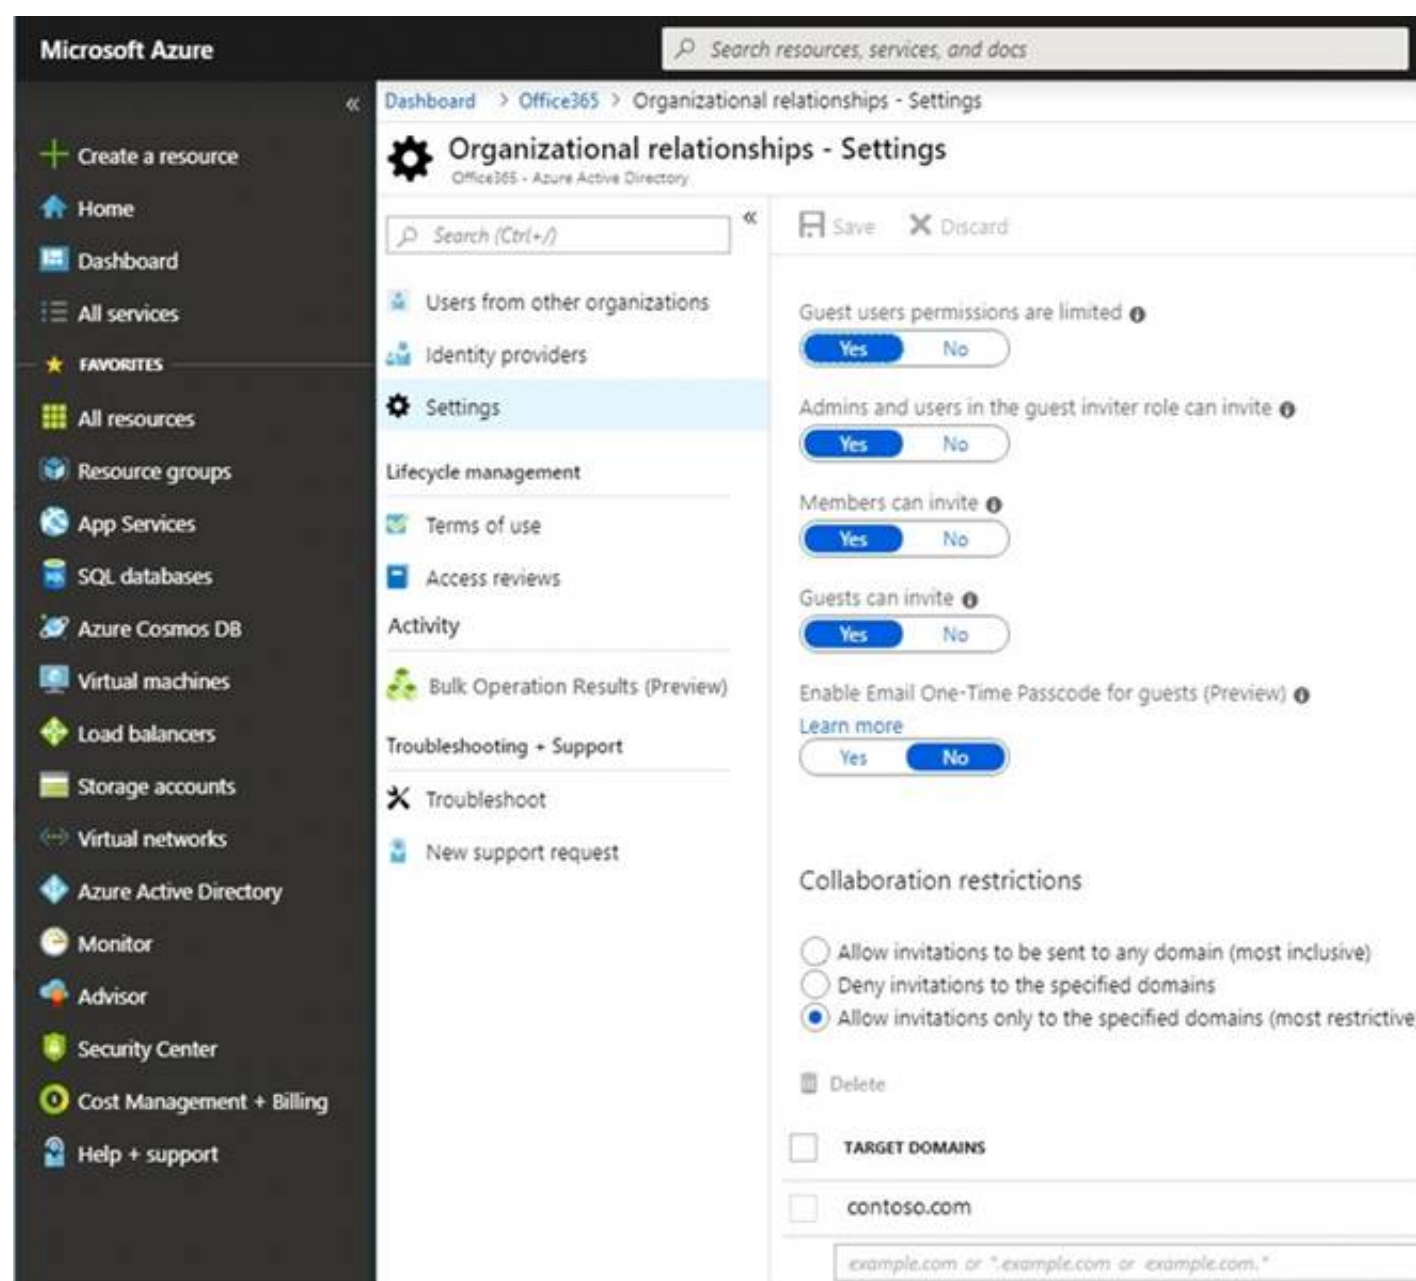 Microsoft Azure
Search resources, services, and docs
«
Dashboard > Office365 > Organizational relationships - Settings
Create a resource
Home
Dashboard
All services
FAVORITES
All resources
Resource groups
App Services
SQL databases
Azure Cosmos DB
Virtual machines
Load balancers
Storage accounts
Virtual networks
Azure Active Directory
Monitor
Advisor
Security Center
Cost Management + Billing
Help + support
Organizational relationships - Settings
Office365 - Azure Active Directory
Search (Ctrl+/)
«
Users from other organizations
Identity providers
Settings
Lifecycle management
Terms of use
Access reviews
Activity
Bulk Operation Results (Preview)
Troubleshooting + Support
Troubleshoot
New support request
Save Discard
Guest users permissions are limited
Yes No
Admins and users in the guest inviter role can invite
Yes No
Members can invite
Yes No
Guests can invite
Yes No
Enable Email One-Time Passcode for guests (Preview)
Learn more
Yes No
Collaboration restrictions
Allow invitations to be sent to any domain (most inclusive)
Deny invitations to the specified domains
Allow invitations only to the specified domains (most restrictive
Delete
TARGET DOMAINS
contoso.com
example.com or *.example.com or example.com.*